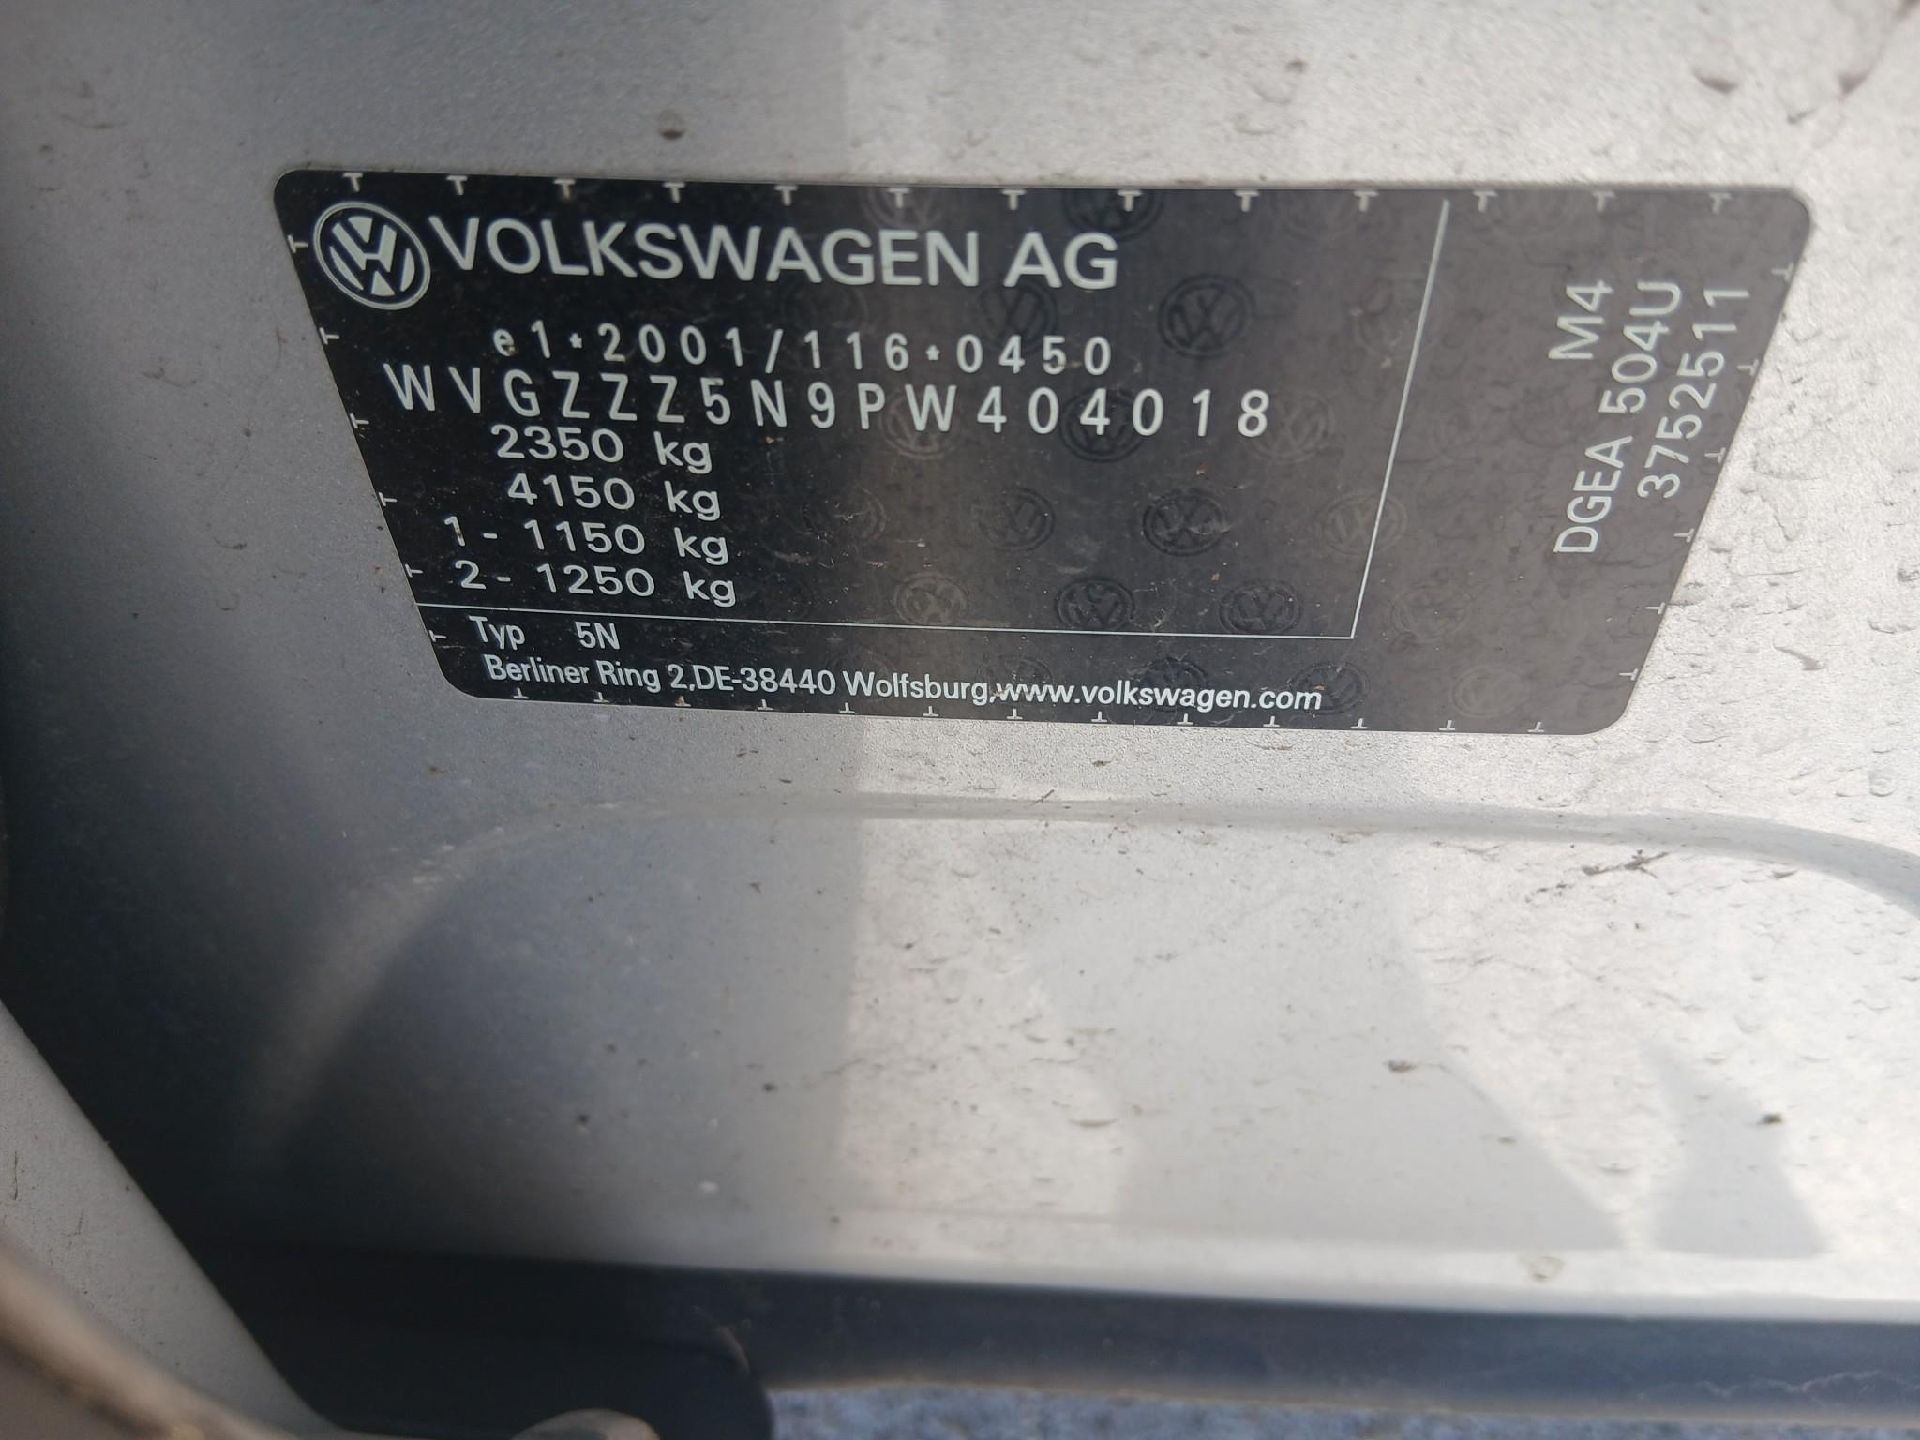 VOLKSWAGEN AG
e1*2001/116*0450
WVGZZZ5N9PW404018
2350 kg
4150 kg
1 - 1150 kg
2 - 1250 kg
Typ 5N
Berliner Ring 2,DE-38440 Wolfsburg,www.volkswagen.com
M4
DGEA 504U
3752511